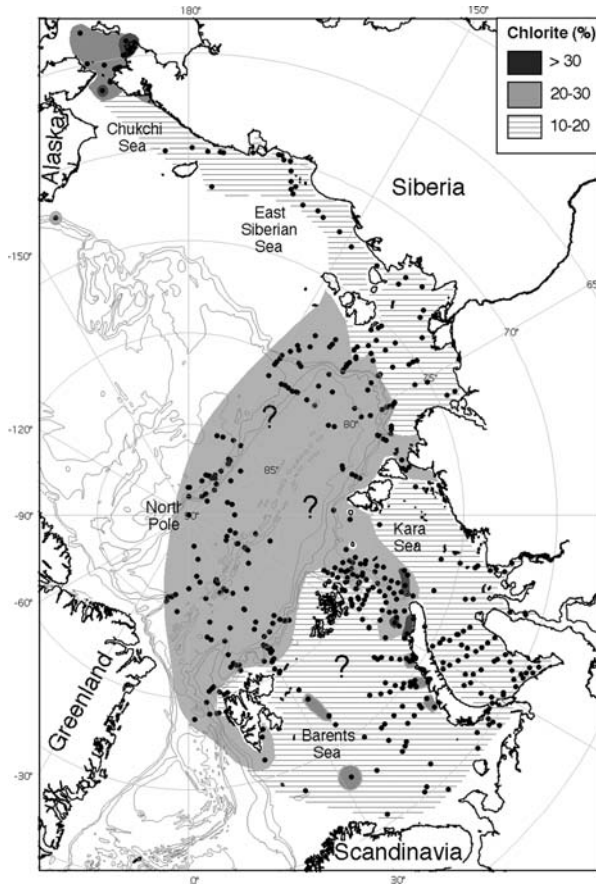 180°
150°
Chlorite (%)
> 30
20-30
10-20
Chukchi
Sea
Alaska
Siberia
East
Siberian
Sea
-150°
65°
70°
75°
-120°
?
80°
85°
?
North
Pole
90°
-90°
Kara
Sea
-60°
?
Greenland
Barents
Sea
-30°
Scandinavia
0°
30°